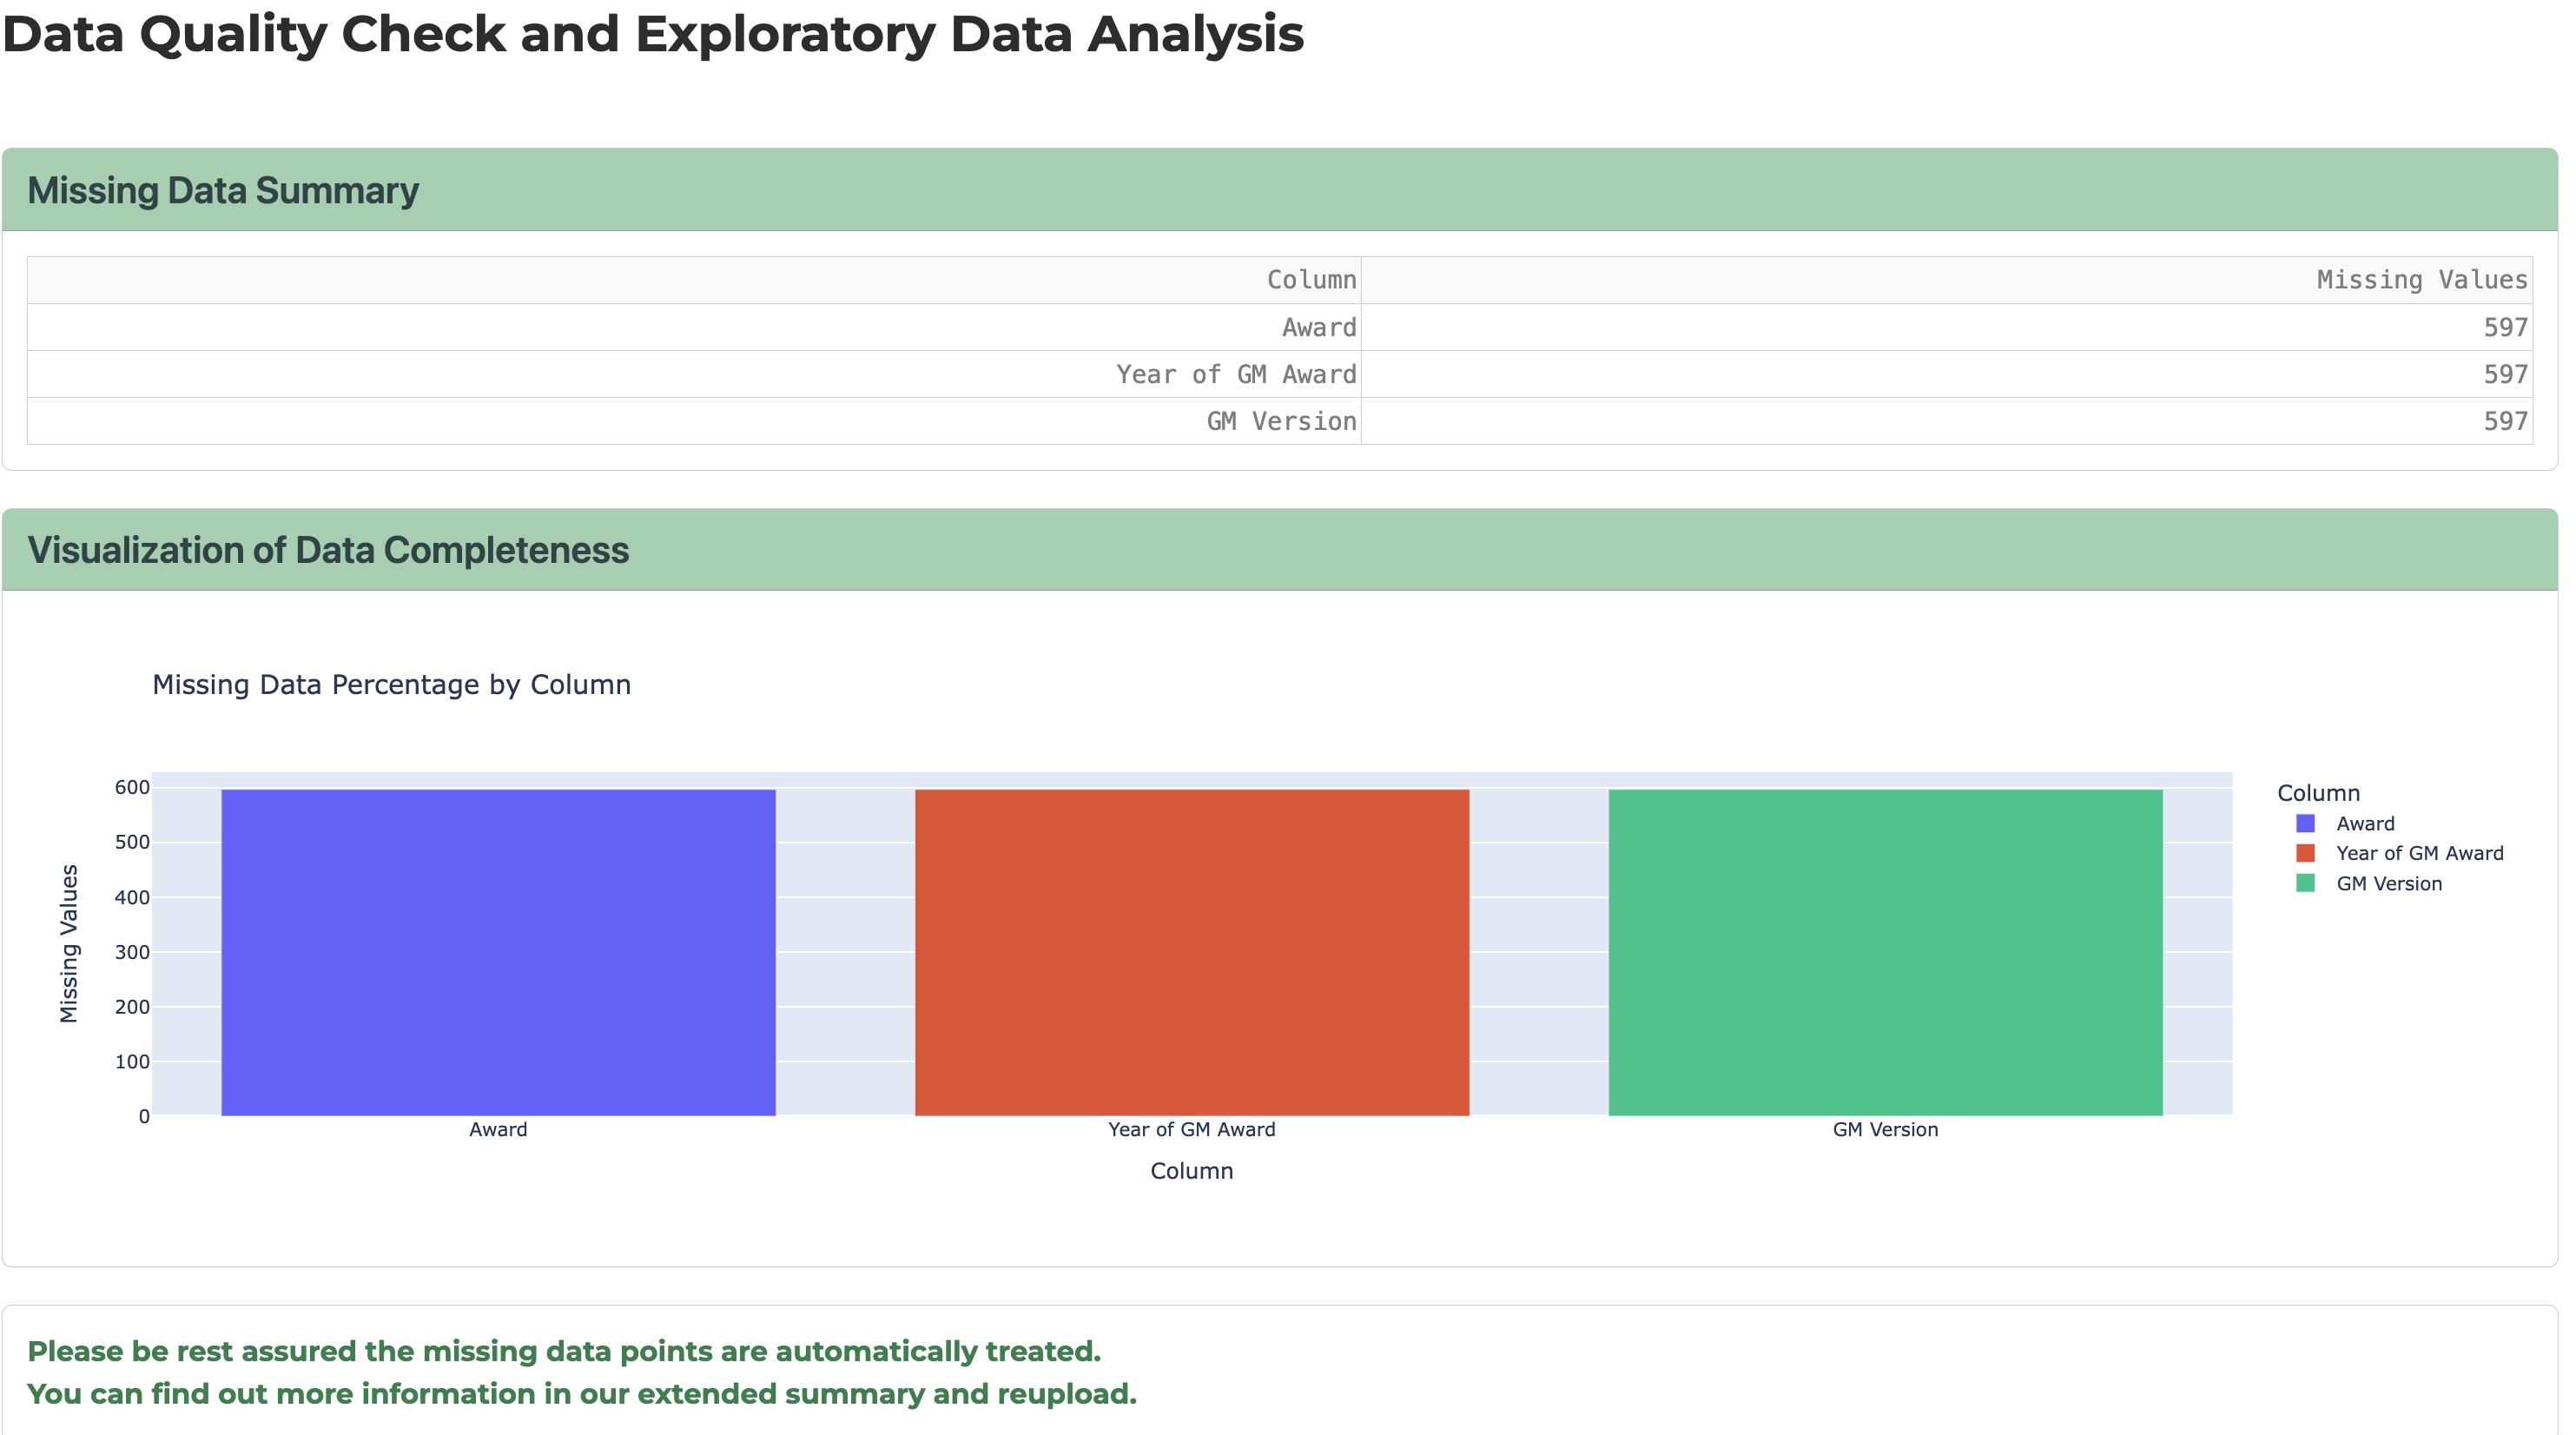 Data Quality Check and Exploratory Data Analysis
Missing Data Summary
Column Missing Values
Award 597
Year of GM Award 597
GM Version 597
Visualization of Data Completeness
Missing Data Percentage by Column
600
500
400
300
200
100
0
Missing Values
Award Year of GM Award GM Version
Column
Column
Award
Year of GM Award
GM Version
Please be rest assured the missing data points are automatically treated.
You can find out more information in our extended summary and reupload.